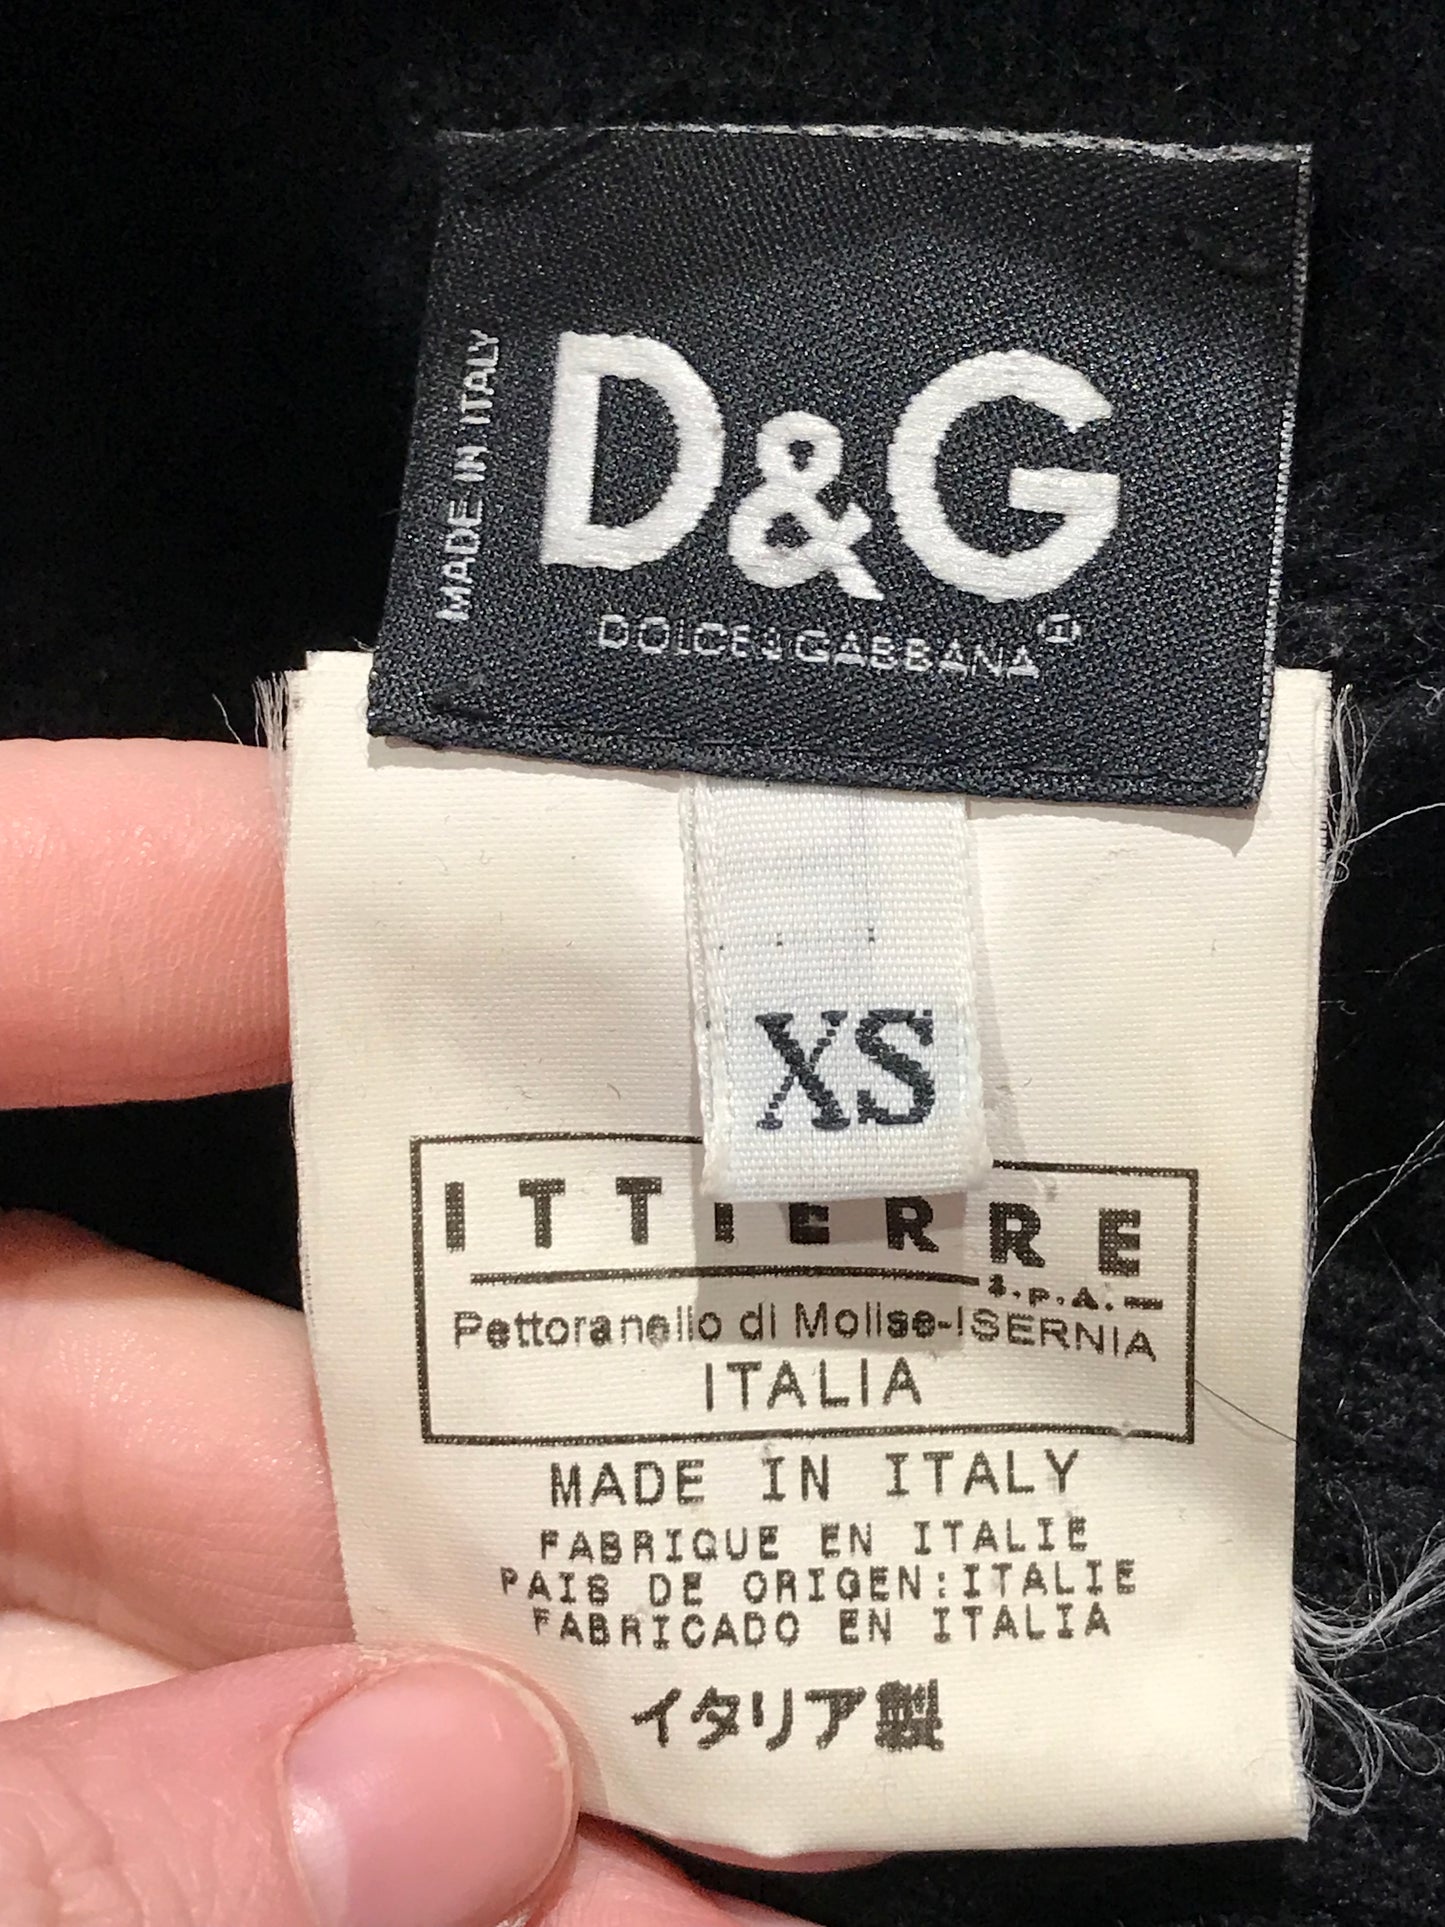 MADE IN ITALY
D&G
DOLCE&GABBANA®
XS
ITTIERRE
s.p.A.
Pettoranello di Molise-ISERNIA
ITALIA
MADE IN ITALY
FABRIQUE EN ITALIE
PAIS DE ORIGEN:ITALIE
FABRICADO EN ITALIA
イタリア製